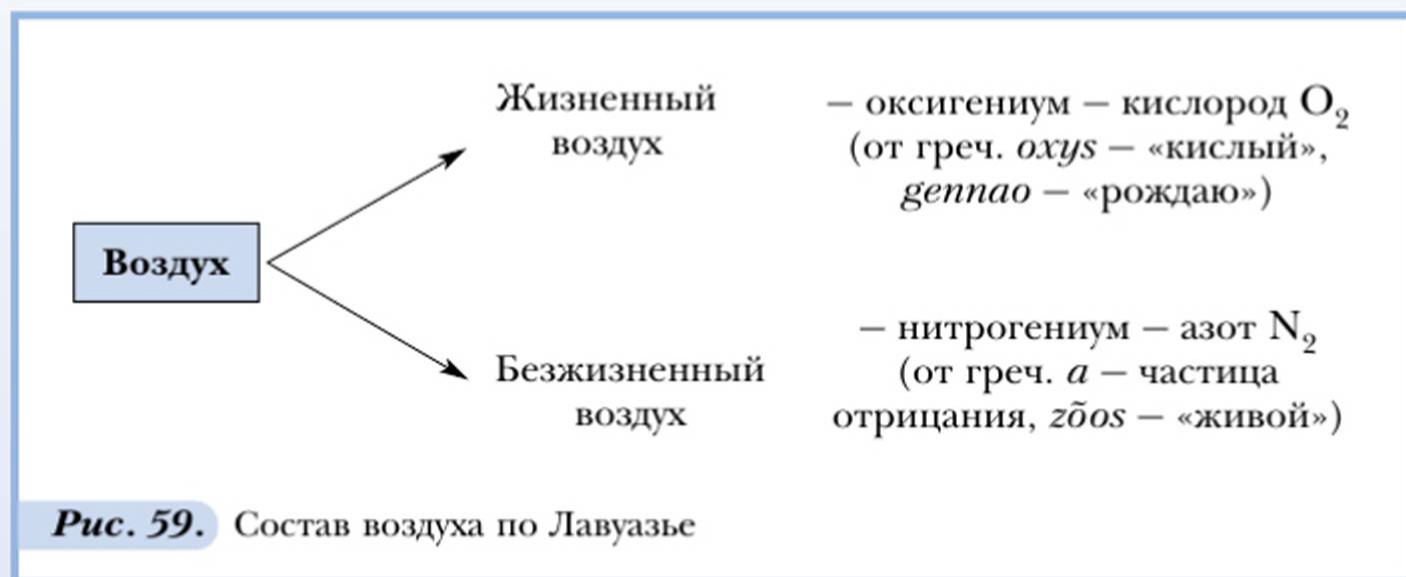 Жизненный
воздух
— оксигениум — кислород O₂
(от греч. oxys — «кислый»,
gennao — «рождаю»)
Воздух
Безжизненный
воздух
— нитрогениум — азот N₂
(от греч. a — частица
отрицания, zõos — «живой»)
Рис. 59. Состав воздуха по Лавуазье